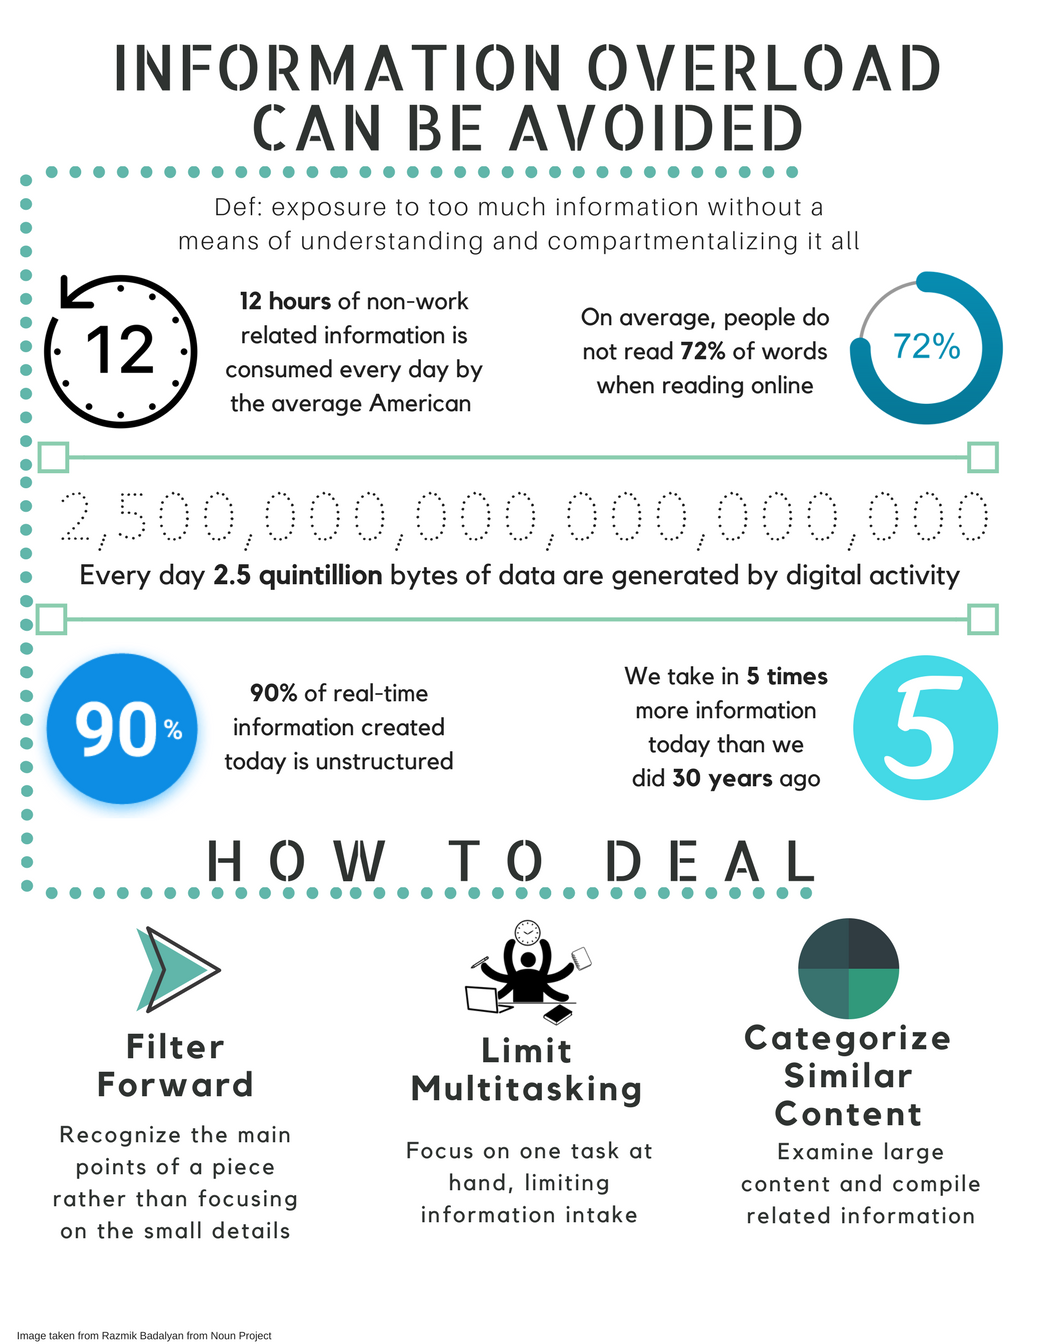 INFORMATION OVERLOAD
CAN BE AVOIDED
Def: exposure to too much information without a
means of understanding and compartmentalizing it all
12
12 hours of non-work
related information is
consumed every day by
the average American
On average, people do
not read 72% of words
when reading online
72%
2,500,000,000,000,000,000
Every day 2.5 quintillion bytes of data are generated by digital activity
90%
90% of real-time
information created
today is unstructured
We take in 5 times
more information
today than we
did 30 years ago
5
HOW TO DEAL
Filter
Forward
Recognize the main
points of a piece
rather than focusing
on the small details
Limit
Multitasking
Focus on one task at
hand, limiting
information intake
Categorize
Similar
Content
Examine large
content and compile
related information
Image taken from Razmik Badalyan from Noun Project